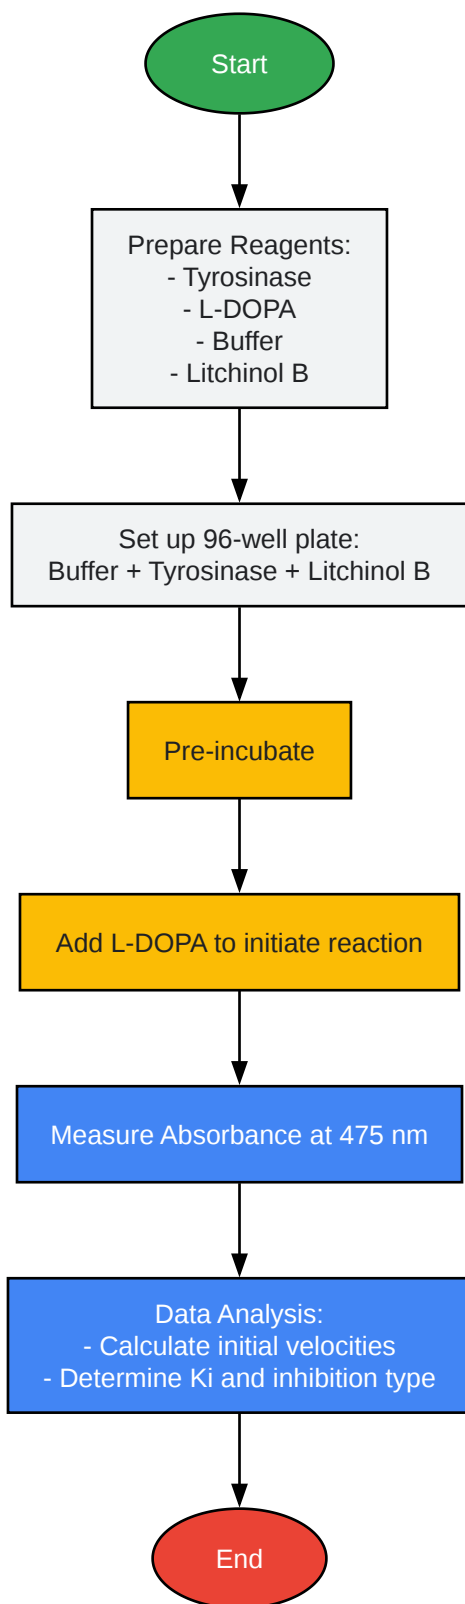 Start
Prepare Reagents:
- Tyrosinase
- L-DOPA
- Buffer
- Litchinol B
Set up 96-well plate:
Buffer + Tyrosinase + Litchinol B
Pre-incubate
Add L-DOPA to initiate reaction
Measure Absorbance at 475 nm
Data Analysis:
- Calculate initial velocities
- Determine Ki and inhibition type
End